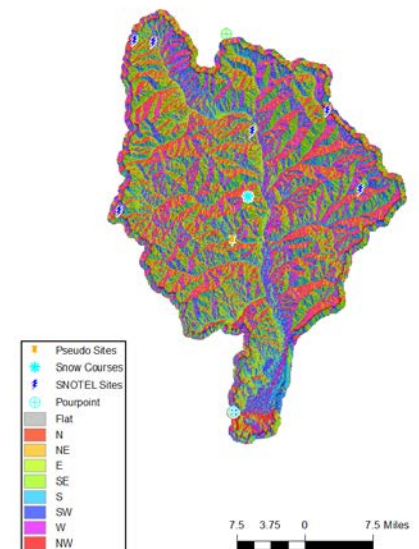 Pseudo Sites
Snow Courses
SNOTEL Sites
Pourpoint
Flat
N
NE
E
SE
S
SW
W
NW
7.5 3.75 0 7.5 Miles